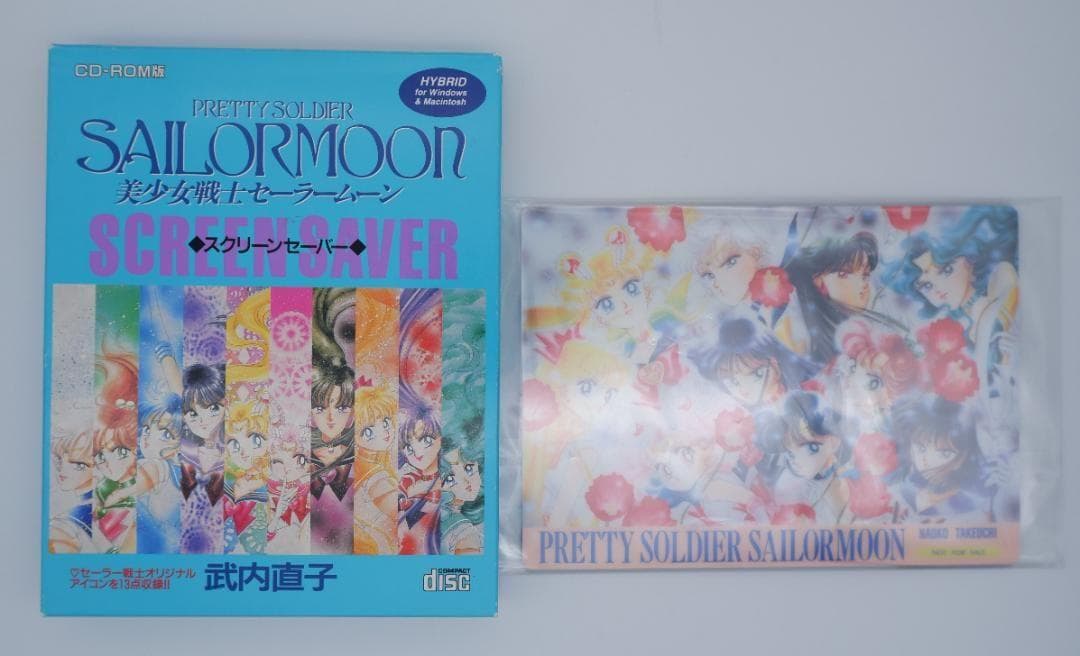 CD-ROM版
HYBRID
for Windows
& Macintosh
PRETTY SOLDIER
SAILORMOON
美少女戦士セーラームーン
SCREEN SAVER
◆スクリーンセーバー◆
♡セーラー戦士オリジナル
アイコンを13点収録!!
武内直子
COMPACT
disc
PRETTY SOLDIER SAILORMOON
NAOKO TAKEUCHI
NOT FOR SALE